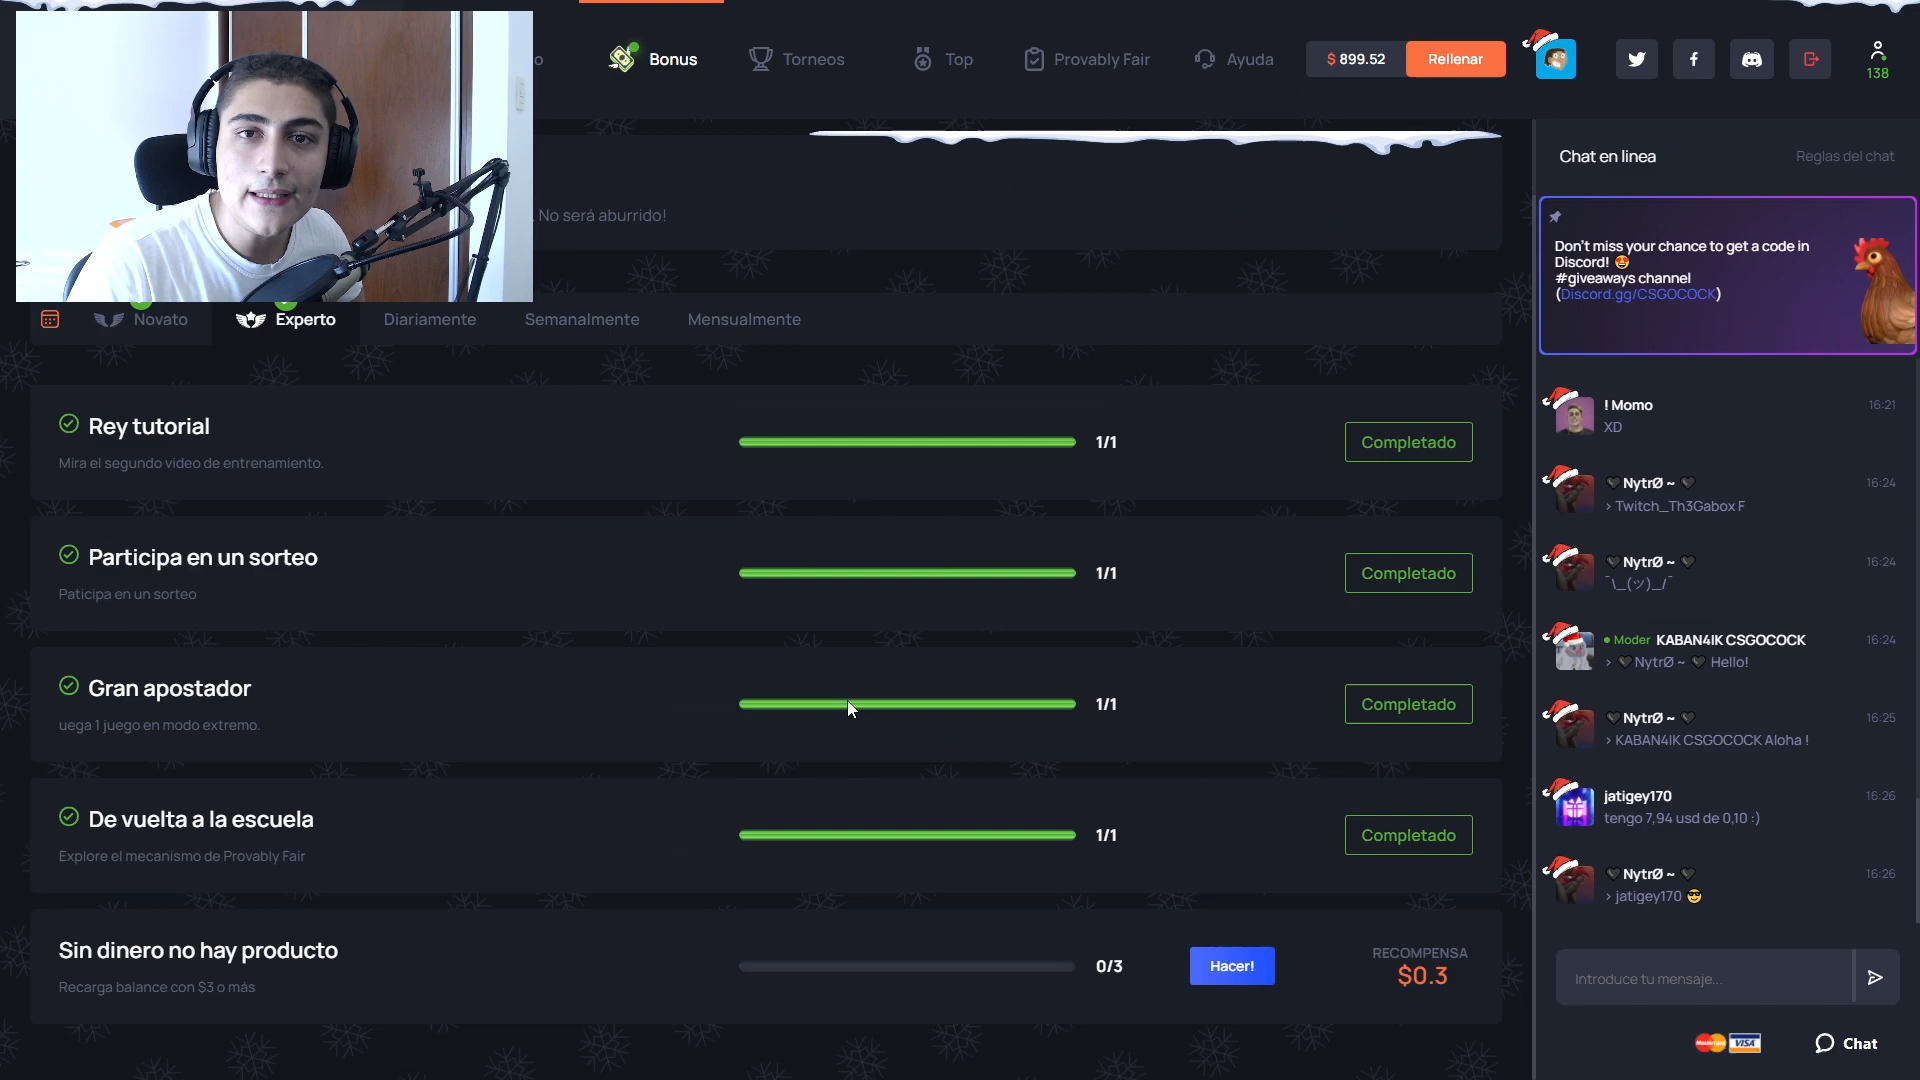 o
Bonus
Torneos
Top
Provably Fair
Ayuda
$ 899.52
Rellenar
138
No será aburrido!
Novato
Experto
Diariamente
Semanalmente
Mensualmente
Rey tutorial
Mira el segundo video de entrenamiento.
1/1
Completado
Participa en un sorteo
Paticipa en un sorteo
1/1
Completado
Gran apostador
uega 1 juego en modo extremo.
1/1
Completado
De vuelta a la escuela
Explore el mecanismo de Provably Fair
1/1
Completado
Sin dinero no hay producto
Recarga balance con $3 o más
0/3
Hacer!
RECOMPENSA
$0.3
Chat en linea
Reglas del chat
Don't miss your chance to get a code in
Discord! 😍
#giveaways channel
(Discord.gg/CSGOCOCK)
! Momo
16:21
XD
🖤 NytrØ ~ 🖤
16:24
> Twitch_Th3Gabox F
🖤 NytrØ ~ 🖤
16:24
¯\_(ツ)_/¯
Moder KABAN4IK CSGOCOCK
16:24
> 🖤 NytrØ ~ 🖤 Hello!
🖤 NytrØ ~ 🖤
16:25
> KABAN4IK CSGOCOCK Aloha !
jatigey170
16:26
tengo 7,94 usd de 0,10 :)
🖤 NytrØ ~ 🖤
16:26
> jatigey170 😎
Introduce tu mensaje...
MasterCard
VISA
Chat